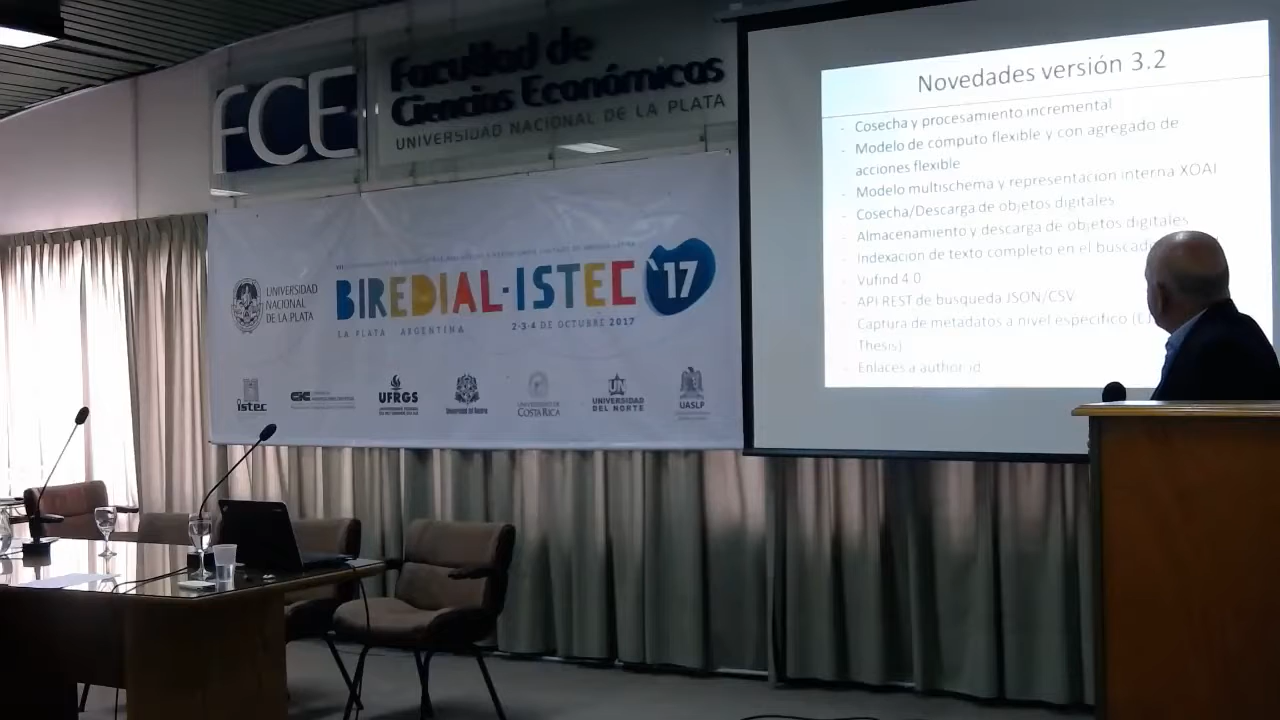 FCE
Facultad de
Ciencias Económicas
UNIVERSIDAD NACIONAL DE LA PLATA
UNIVERSIDAD
NACIONAL
DE LA PLATA
BIREDIAL-ISTEC '17
LA PLATA ARGENTINA
2·3·4 DE OCTUBRE 2017
istec
UFRGS
UNIVERSIDAD DE
COSTA RICA
UN
UNIVERSIDAD
DEL NORTE
UASLP
Novedades versión 3.2
- Cosecha y procesamiento incremental
- Modelo de computo flexible y con agregado de
acciones flexible
- Modelo multischema y representacion interna XOAI
- Cosecha/Descarga de objetos digitales
- Almacenamiento y descarga de objetos digitales
- Indexacion de texto completo en el
- Vufind 4.0
- API REST de busqueda JSON/CSV
- Captura de metadatos a nivel especifico
Thesis)
- Enlaces a author id